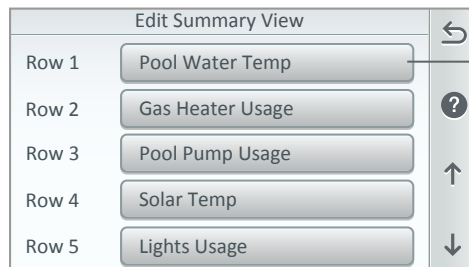 Edit Summary View
Row 1 Pool Water Temp
Row 2 Gas Heater Usage
Row 3 Pool Pump Usage
Row 4 Solar Temp
Row 5 Lights Usage